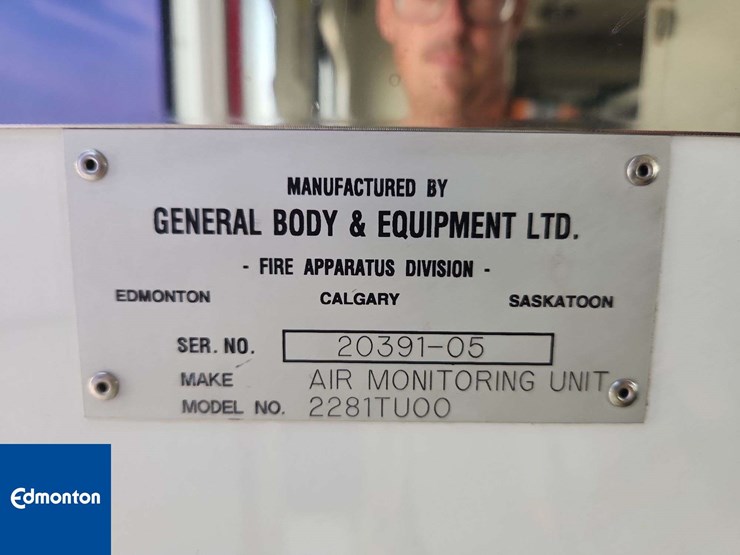 MANUFACTURED BY
GENERAL BODY & EQUIPMENT LTD.
- FIRE APPARATUS DIVISION -
EDMONTON CALGARY SASKATOON
SER. NO. 20391-05
MAKE AIR MONITORING UNIT
MODEL NO. 2281TU00
Edmonton